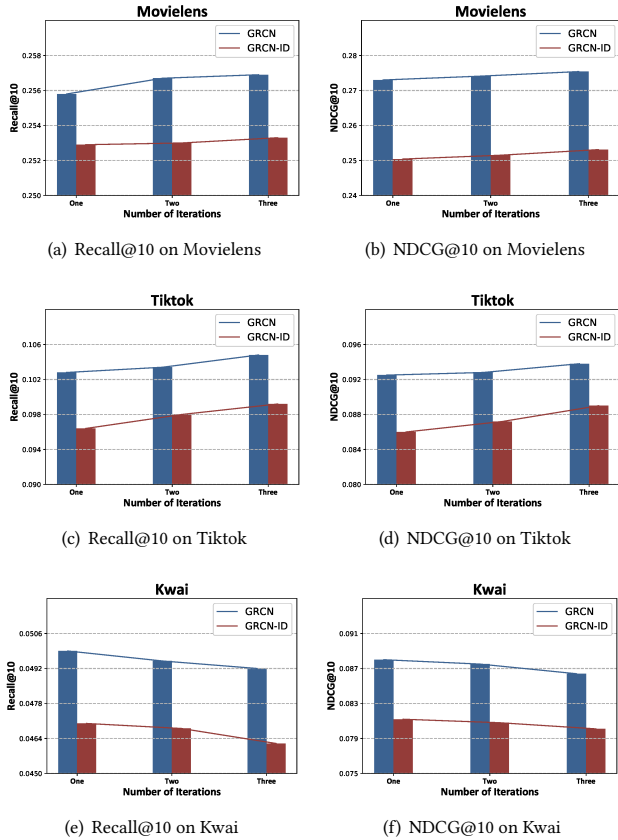 Movielens
GRCN
GRCN-ID
Recall@10
0.258
0.256
0.254
0.252
0.250
One Two Three
Number of Iterations
(a) Recall@10 on Movielens
Movielens
GRCN
GRCN-ID
NDCG@10
0.28
0.27
0.26
0.25
0.24
One Two Three
Number of Iterations
(b) NDCG@10 on Movielens
Tiktok
GRCN
GRCN-ID
Recall@10
0.106
0.102
0.098
0.094
0.090
One Two Three
Number of Iterations
(c) Recall@10 on Tiktok
Tiktok
GRCN
GRCN-ID
NDCG@10
0.096
0.092
0.088
0.084
0.080
One Two Three
Number of Iterations
(d) NDCG@10 on Tiktok
Kwai
GRCN
GRCN-ID
Recall@10
0.0506
0.0492
0.0478
0.0464
0.0450
One Two Three
Number of Iterations
(e) Recall@10 on Kwai
Kwai
GRCN
GRCN-ID
NDCG@10
0.091
0.087
0.083
0.079
0.075
One Two Three
Number of Iterations
(f) NDCG@10 on Kwai